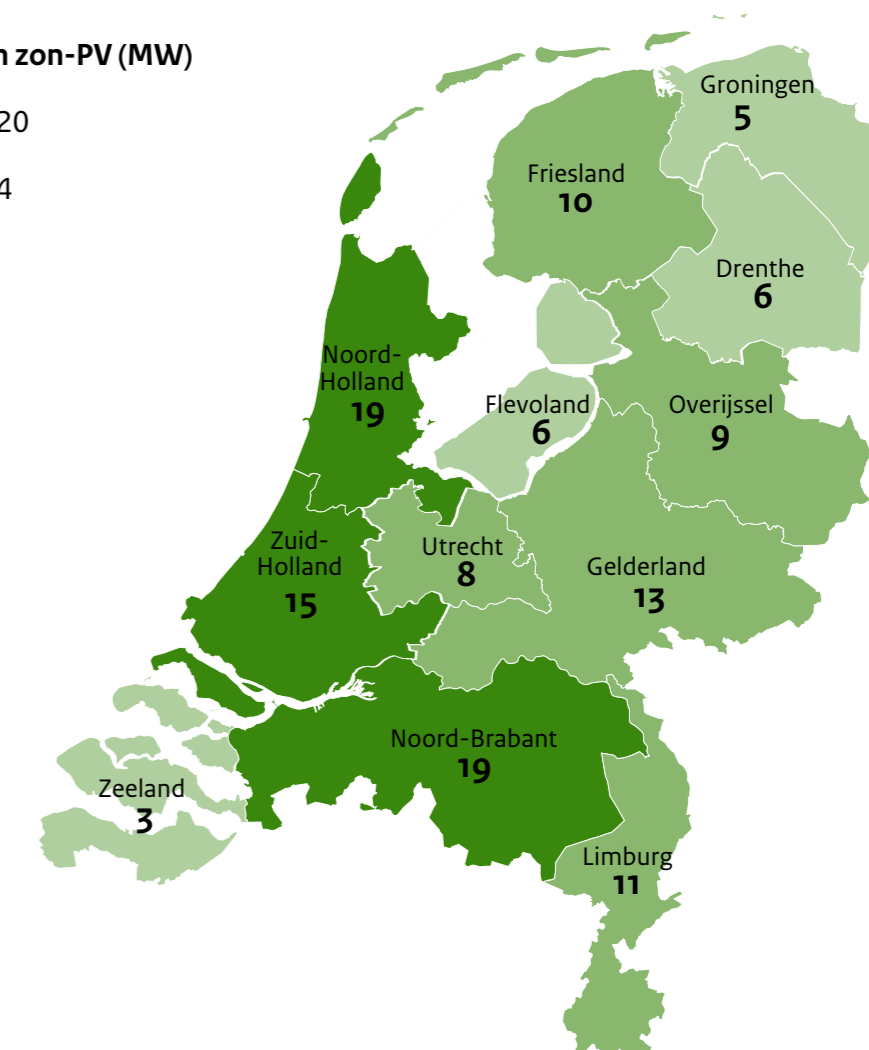 n zon-PV (MW)
20
4
Groningen
5
Friesland
10
Drenthe
6
Noord-
Holland
19
Flevoland
6
Overijssel
9
Zuid-
Holland
15
Utrecht
8
Gelderland
13
Noord-Brabant
19
Zeeland
3
Limburg
11